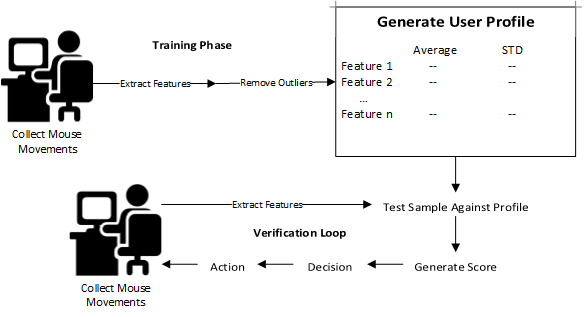 Generate User Profile
Training Phase
Average STD
Feature 1 -- --
Extract Features Remove Outliers Feature 2 -- --
...
Feature n -- --
Collect Mouse
Movements
Extract Features Test Sample Against Profile
Verification Loop
Action Decision Generate Score
Collect Mouse
Movements